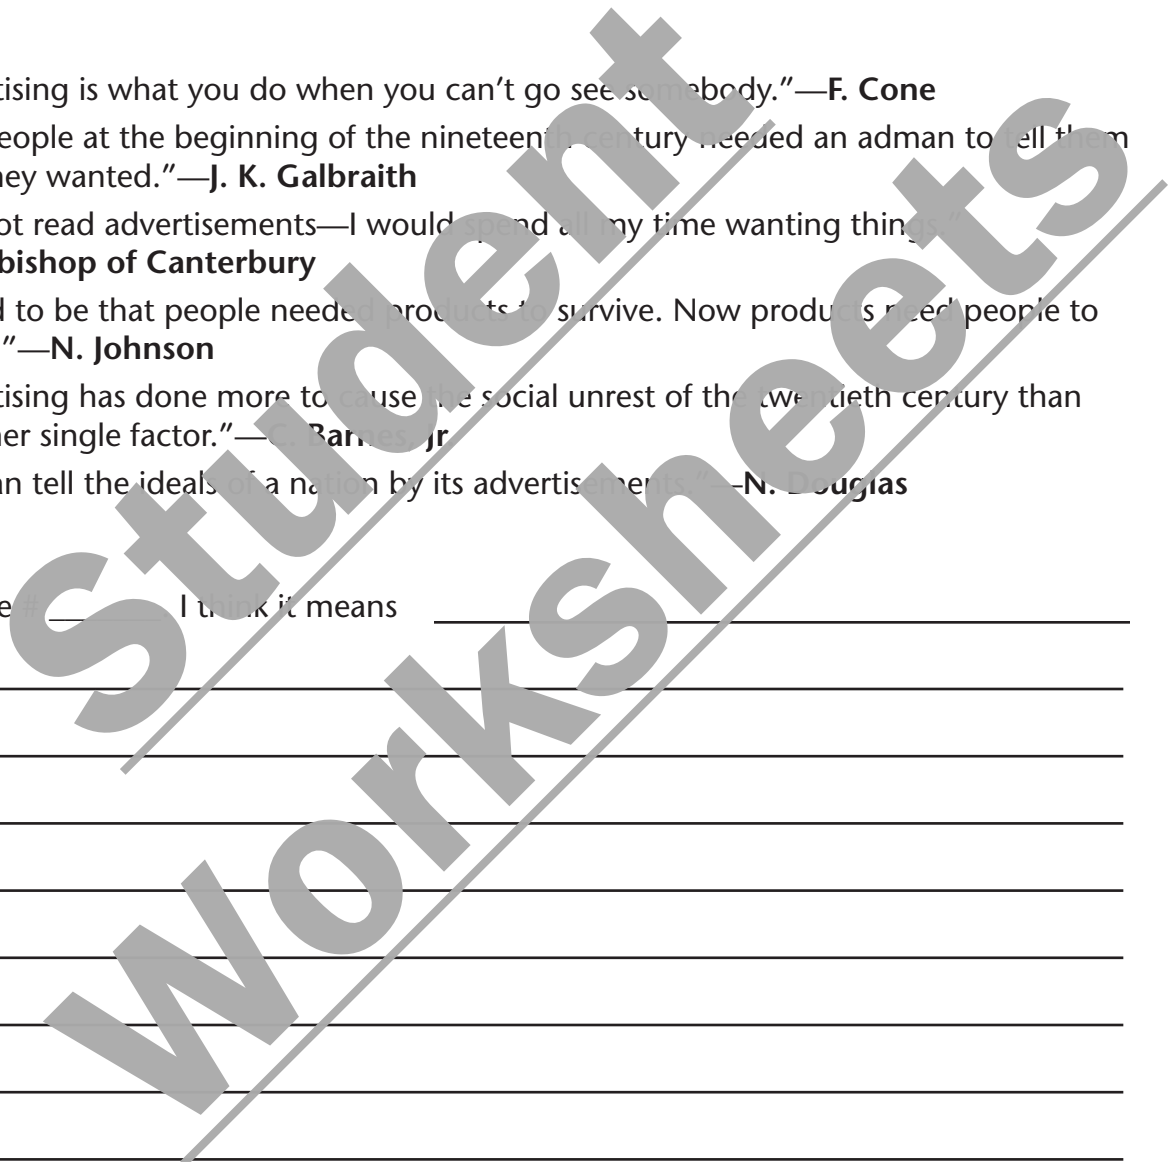 tising is what you do when you can’t go see somebody.”—F. Cone
eople at the beginning of the nineteenth century needed an adman to tell them
hey wanted.”—J. K. Galbraith
ot read advertisements—I would spend all my time wanting things.”
bishop of Canterbury
d to be that people needed products to survive. Now products need people to
.”—N. Johnson
tising has done more to cause the social unrest of the twentieth century than
her single factor.”—C. Barnes, Jr.
an tell the ideals of a nation by its advertisements.”—N. Douglas
e # ______. I think it means
Student
Worksheets